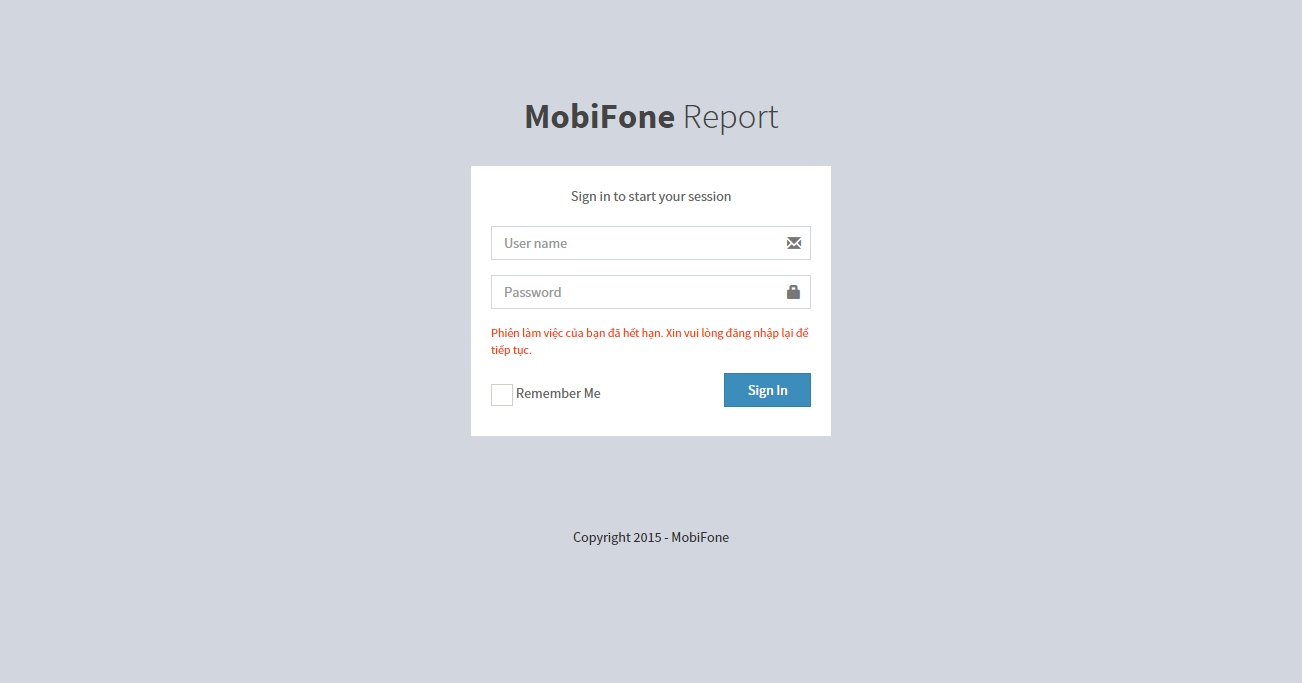 MobiFone Report
Sign in to start your session
User name
Password
Phiên làm việc của bạn đã hết hạn. Xin vui lòng đăng nhập lại để
tiếp tục.
Remember Me
Sign In
Copyright 2015 - MobiFone